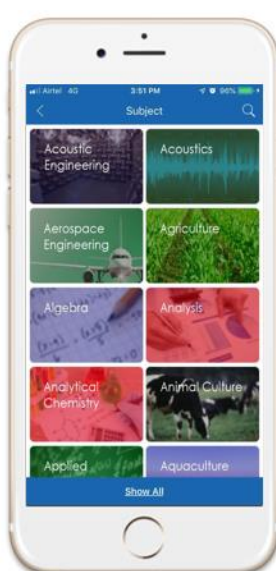 Airtel 4G 3:51 PM 96%
Subject
Acoustic
Engineering
Acoustics
Aerospace
Engineering
Agriculture
Algebra
Analysis
Analytical
Chemistry
Animal Culture
Applied
Aquaculture
Show All